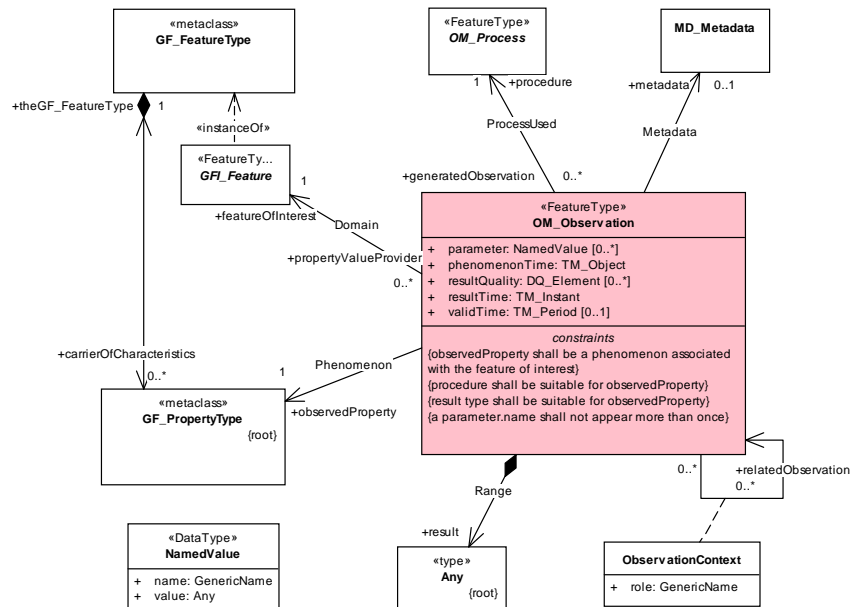 «metaclass»
GF_FeatureType
«FeatureType»
OM_Process
MD_Metadata
+theGF_FeatureType
1
1
+procedure
+metadata
0..1
«instanceOf»
ProcessUsed
Metadata
«FeatureTy...
GFI_Feature
1
+generatedObservation
0..*
+featureOfInterest
Domain
+propertyValueProvider
0..*
«FeatureType»
OM_Observation
+ parameter: NamedValue [0..*]
+ phenomenonTime: TM_Object
+ resultQuality: DQ_Element [0..*]
+ resultTime: TM_Instant
+ validTime: TM_Period [0..1]
constraints
{observedProperty shall be a phenomenon associated
with the feature of interest}
{procedure shall be suitable for observedProperty}
{result type shall be suitable for observedProperty}
{a parameter.name shall not appear more than once}
+carrierOfCharacteristics
0..*
Phenomenon
1
+observedProperty
«metaclass»
GF_PropertyType
{root}
0..*
+relatedObservation
0..*
Range
+result
«DataType»
NamedValue
+ name: GenericName
+ value: Any
«type»
Any
{root}
ObservationContext
+ role: GenericName